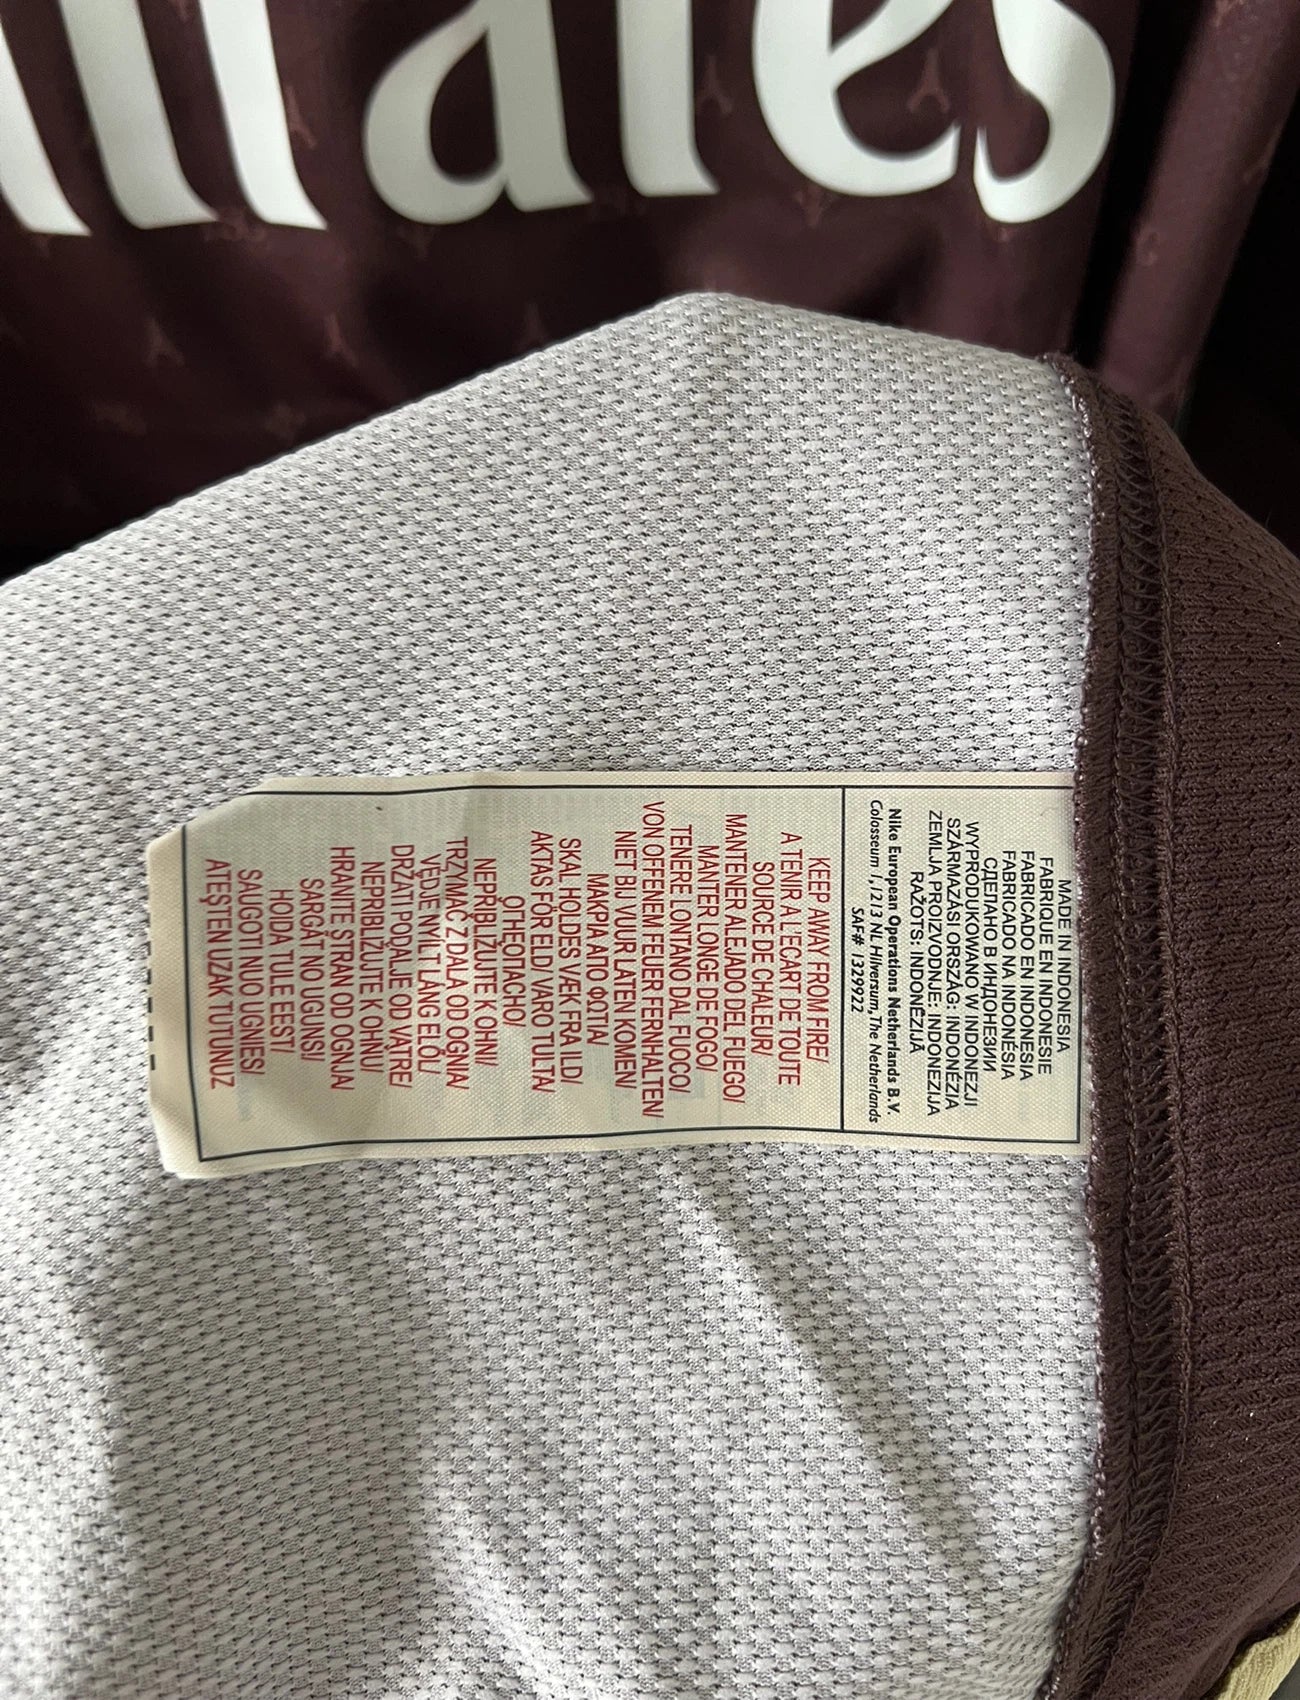 Emirates
MADE IN INDONESIA
FABRIQUE EN INDONESIE
FABRICADO EN INDONESIA
FABRICADO NA INDONÉSIA
СДЕЛАНО В ИНДОНЕЗИИ
WYPRODUKOWANO W INDONEZJI
SZÁRMAZÁSI ORSZÁG: INDONÉZIA
ZEMLJA PROIZVODNJE: INDONEZIJA
RAŽOTS: INDONĒZIJĀ
Nike European Operations Netherlands B.V.
Colosseum 1, 1213 NL Hilversum, The Netherlands
SAF# 1329922
KEEP AWAY FROM FIRE/
A TENIR A L'ECART DE TOUTE
SOURCE DE CHALEUR/
MANTENER ALEJADO DEL FUEGO/
MANTER LONGE DE FOGO/
TENERE LONTANO DAL FUOCO/
VON OFFENEM FEUER FERNHALTEN/
NIET BIJ VUUR LATEN KOMEN/
ΜΑΚΡΙΑ ΑΠΟ ΦΩΤΙΑ/
SKAL HOLDES VÆK FRA ILD/
AKTAS FÖR ELD/ VARO TULTA/
ОТНЕОТАСНО/
NEPRIBLIŽUJTE K OHNI/
TRZYMAĆ Z DALA OD OGNIA/
VÉDJE NYÍLT LÁNG ELŐL/
DRŽATI PODALJE OD VATRE/
NEPŘIBLIŽUJTE K OHNU/
HRANITE STRAN OD OGNJA/
SARGĀT NO UGUNS/
HOIDA TULE EEST/
SAUGOTI NUO UGNIES/
ATEŞTEN UZAK TUTUNUZ